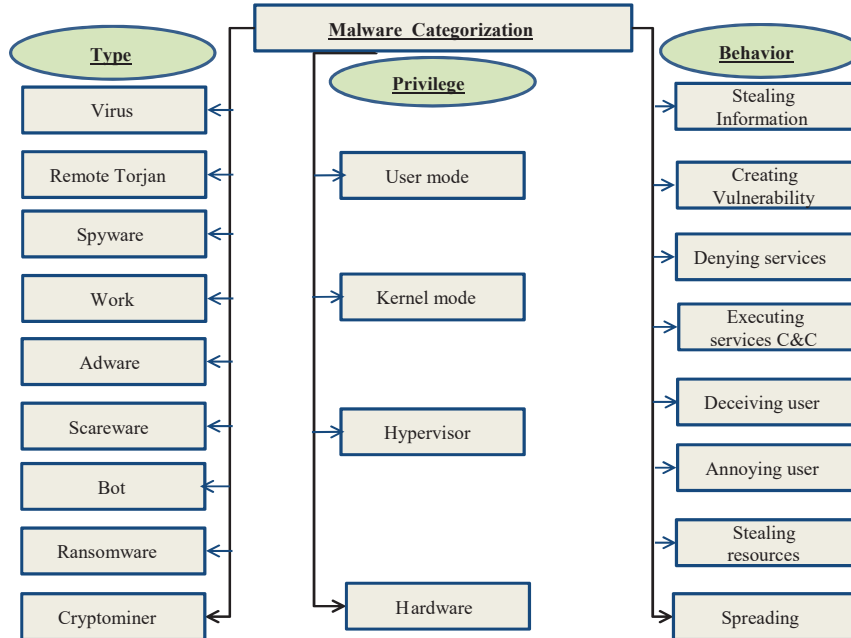 Malware Categorization
Type
Virus
Remote Torjan
Spyware
Work
Adware
Scareware
Bot
Ransomware
Cryptominer
Privilege
User mode
Kernel mode
Hypervisor
Hardware
Behavior
Stealing
Information
Creating
Vulnerability
Denying services
Executing
services C&C
Deceiving user
Annoying user
Stealing
resources
Spreading